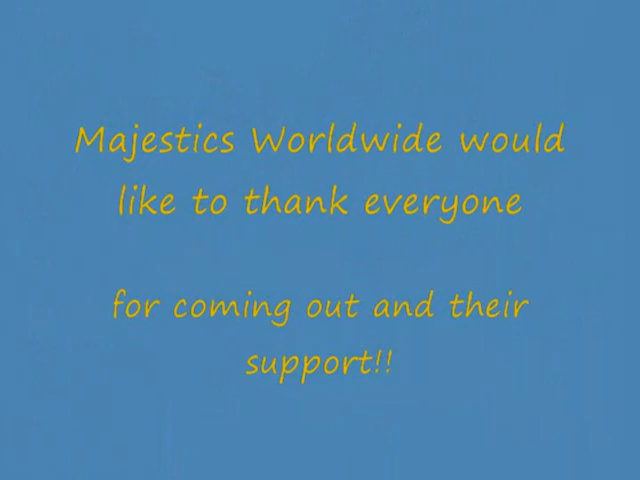 Majestics Worldwide would
like to thank everyone
for coming out and their
support!!